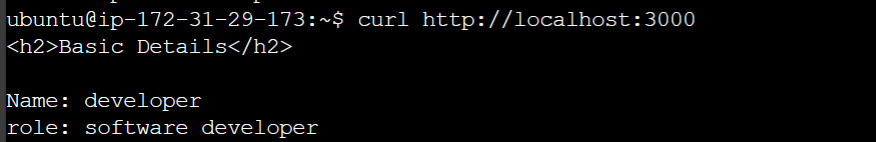 ubuntu@ip-172-31-29-173:~$ curl http://localhost:3000
<h2>Basic Details</h2>
Name: developer
role: software developer